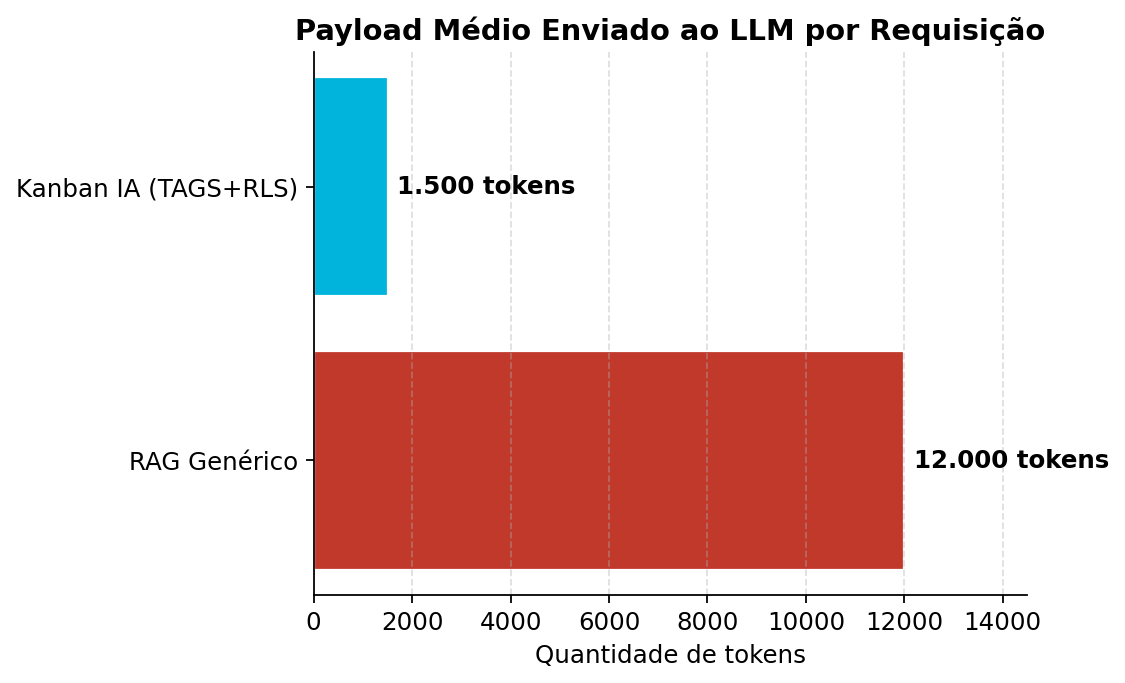 Payload Médio Enviado ao LLM por Requisição
Kanban IA (TAGS+RLS)
1.500 tokens
RAG Genérico
12.000 tokens
0 2000 4000 6000 8000 10000 12000 14000
Quantidade de tokens